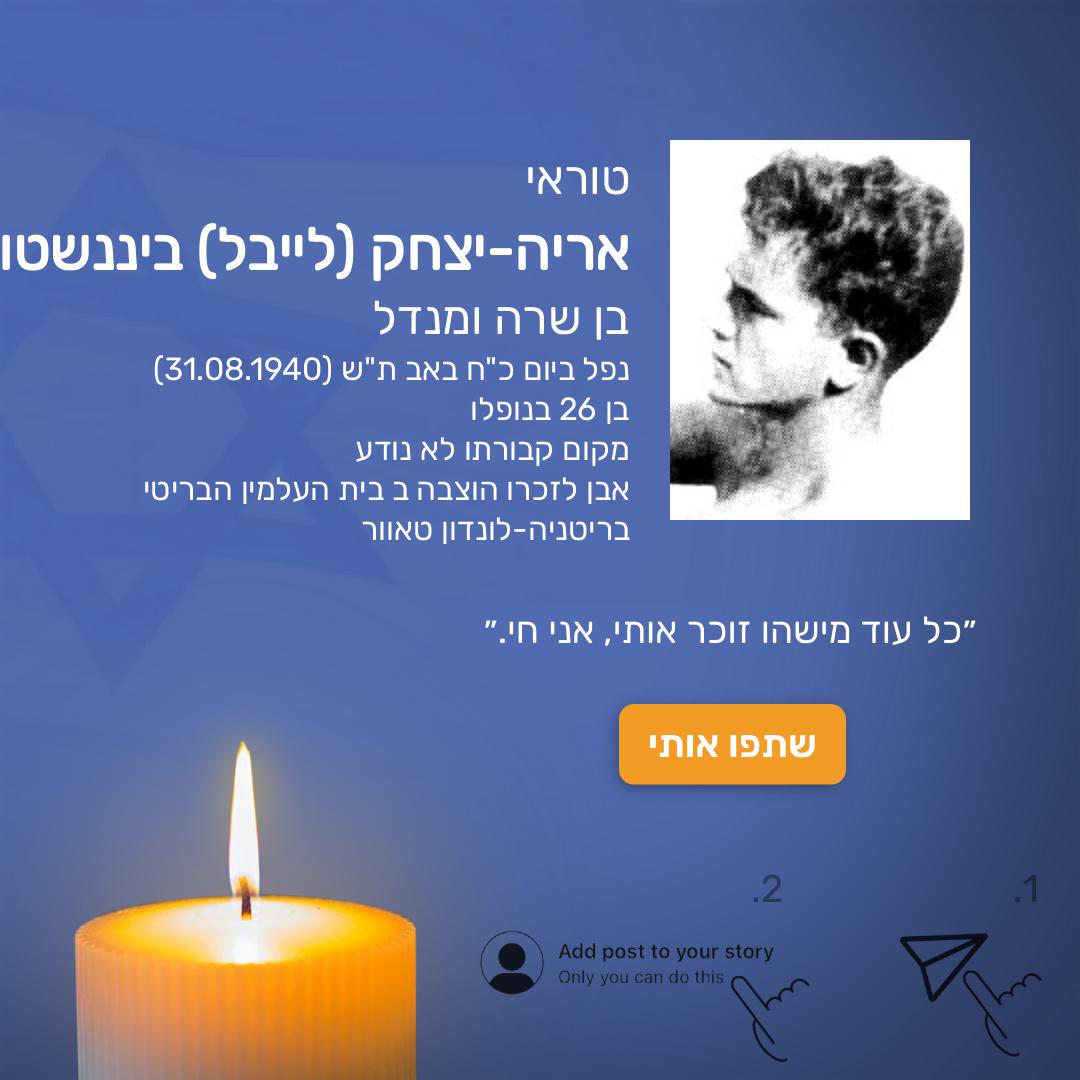 טוראי
אריה-יצחק (לייבל) ביננשטו
בן שרה ומנדל
נפל ביום כ"ח באב ת"ש (31.08.1940)
בן 26 בנופלו
מקום קבורתו לא נודע
אבן לזכרו הוצבה ב בית העלמין הבריטי
בריטניה-לונדון טאוור
״כל עוד מישהו זוכר אותי, אני חי.״
שתפו אותי
.1
.2
Add post to your story
Only you can do this